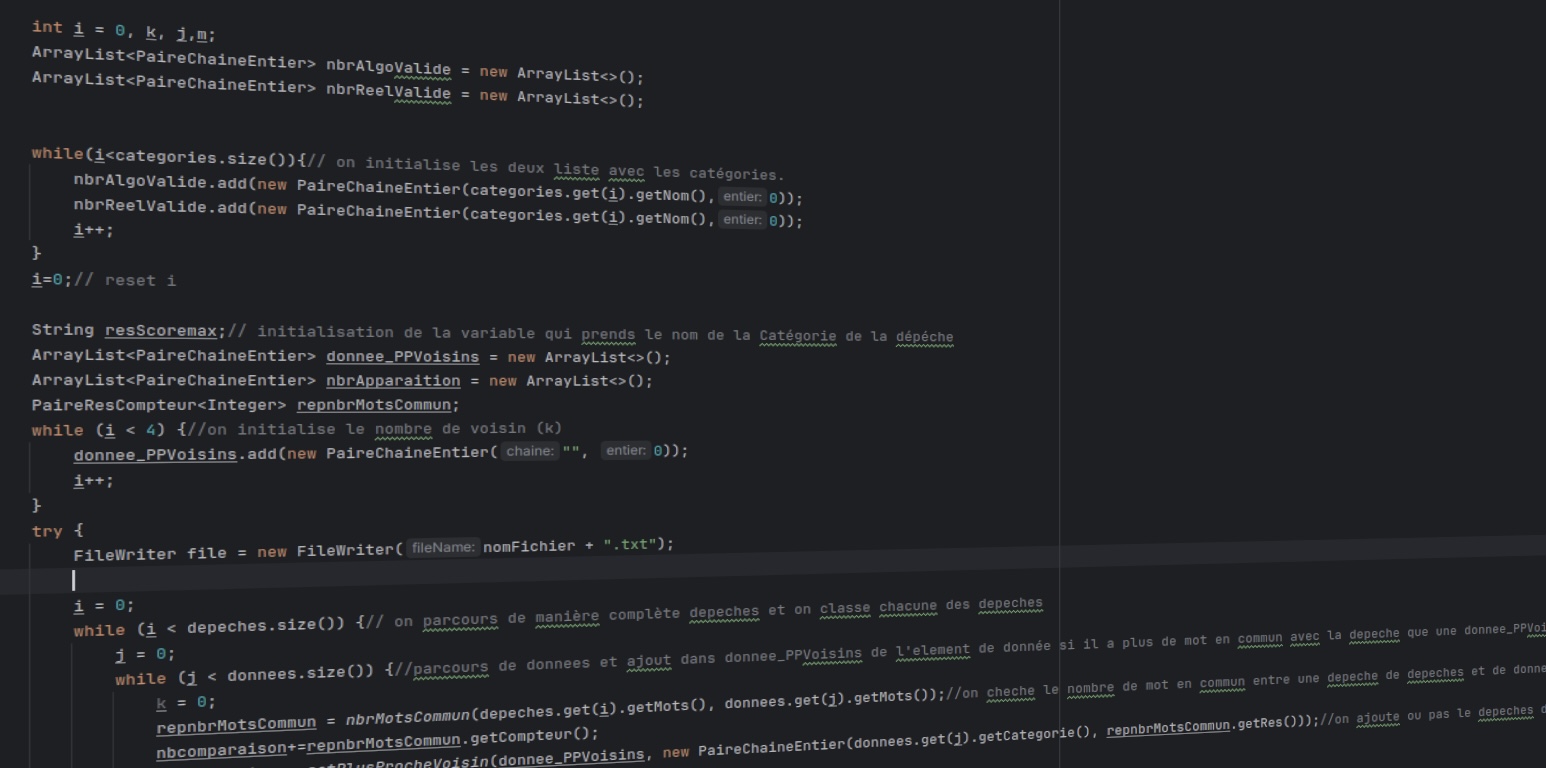 int i = 0, k, j,m;
ArrayList<PaireChaineEntier> nbrAlgoValide = new ArrayList<>();
ArrayList<PaireChaineEntier> nbrReelValide = new ArrayList<>();
while(i<categories.size()){// on initialise les deux liste avec les catégories.
nbrAlgoValide.add(new PaireChaineEntier(categories.get(i).getNom(), entier: 0));
nbrReelValide.add(new PaireChaineEntier(categories.get(i).getNom(), entier: 0));
i++;
}
i=0;// reset i
String resScoremax;// initialisation de la variable qui prends le nom de la Catégorie de la dépéche
ArrayList<PaireChaineEntier> donnee_PPVoisins = new ArrayList<>();
ArrayList<PaireChaineEntier> nbrApparaition = new ArrayList<>();
PaireResCompteur<Integer> repnbrMotsCommun;
while (i < 4) {//on initialise le nombre de voisin (k)
donnee_PPVoisins.add(new PaireChaineEntier( chaine: "", entier: 0));
i++;
}
try {
FileWriter file = new FileWriter( fileName: nomFichier + ".txt");
i = 0;
while (i < depeches.size()) {// on parcours de manière complète depeches et on classe chacune des depeches
j = 0;
while (j < donnees.size()) {//parcours de donnees et ajout dans donnee_PPVoisins de l'element de donnée si il a plus de mot en commun avec la depeche que une donnee_PPVoi
k = 0;
repnbrMotsCommun = nbrMotsCommun(depeches.get(i).getMots(), donnees.get(j).getMots());//on cheche le nombre de mot en commun entre une depeche de depeches et de donne
nbcomparaison+=repnbrMotsCommun.getCompteur();
PlusProcheVoisin(donnee_PPVoisins, new PaireChaineEntier(donnees.get(j).getCategorie(), repnbrMotsCommun.getRes()));//on ajoute ou pas le depeches d